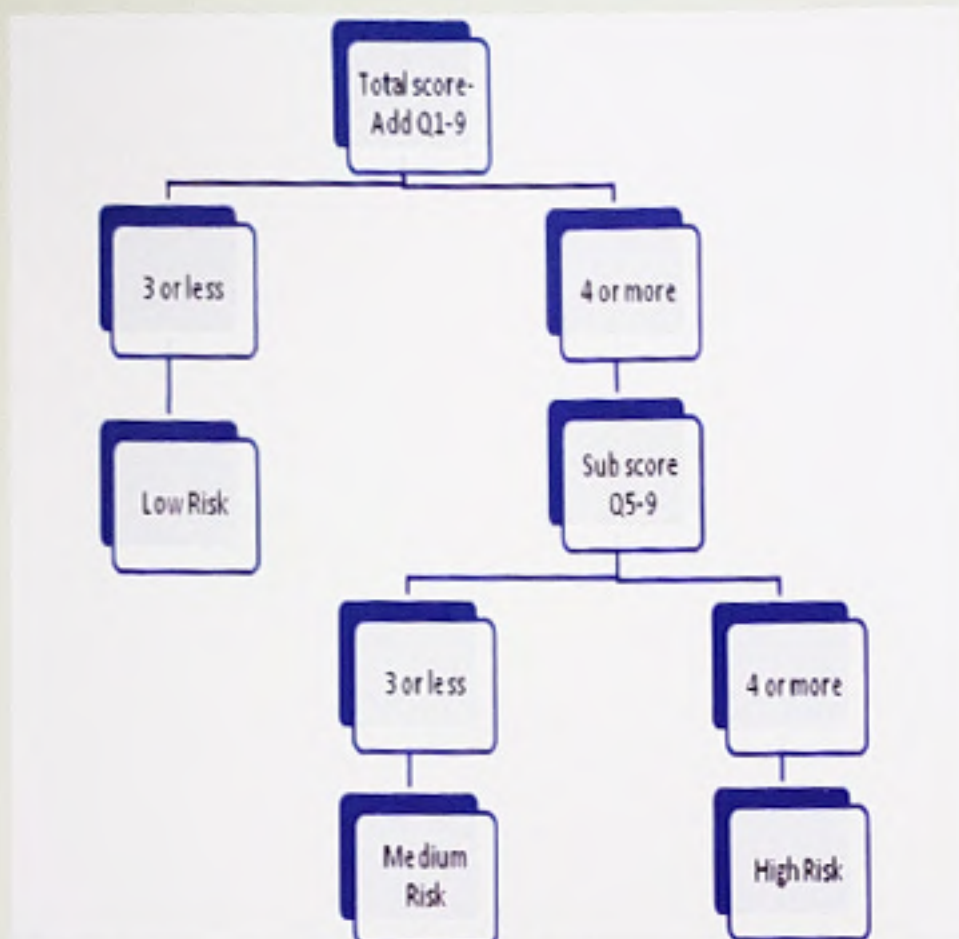 Total score-
Add Q1-9
3 or less
4 or more
Low Risk
Sub score
Q5-9
3 or less
4 or more
Medium
Risk
High Risk